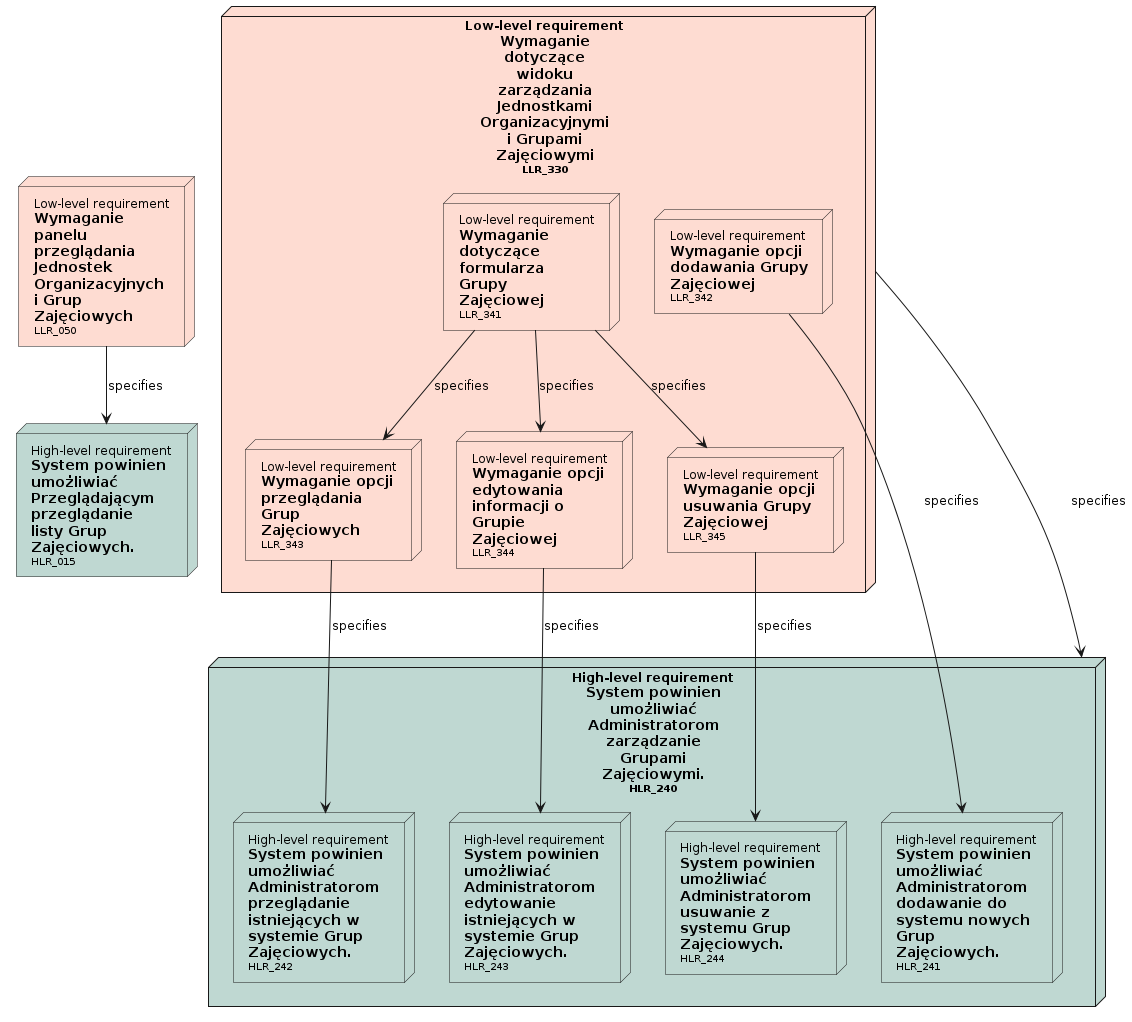 Low-level requirement
Wymaganie
dotyczące
widoku
zarządzania
Jednostkami
Organizacyjnymi
i Grupami
Zajęciowymi
LLR_330
Low-level requirement
Wymaganie
panelu
przeglądania
Jednostek
Organizacyjnych
i Grup
Zajęciowych
LLR_050
Low-level requirement
Wymaganie
dotyczące
formularza
Grupy
Zajęciowej
LLR_341
Low-level requirement
Wymaganie opcji
dodawania Grupy
Zajęciowej
LLR_342
specifies
specifies
specifies
specifies
High-level requirement
System powinien
umożliwiać
Przeglądającym
przeglądanie
listy Grup
Zajęciowych.
HLR_015
Low-level requirement
Wymaganie opcji
przeglądania
Grup
Zajęciowych
LLR_343
Low-level requirement
Wymaganie opcji
edytowania
informacji o
Grupie
Zajęciowej
LLR_344
Low-level requirement
Wymaganie opcji
usuwania Grupy
Zajęciowej
LLR_345
specifies
specifies
specifies
specifies
specifies
High-level requirement
System powinien
umożliwiać
Administratorom
zarządzanie
Grupami
Zajęciowymi.
HLR_240
High-level requirement
System powinien
umożliwiać
Administratorom
przeglądanie
istniejących w
systemie Grup
Zajęciowych.
HLR_242
High-level requirement
System powinien
umożliwiać
Administratorom
edytowanie
istniejących w
systemie Grup
Zajęciowych.
HLR_243
High-level requirement
System powinien
umożliwiać
Administratorom
usuwanie z
systemu Grup
Zajęciowych.
HLR_244
High-level requirement
System powinien
umożliwiać
Administratorom
dodawanie do
systemu nowych
Grup
Zajęciowych.
HLR_241